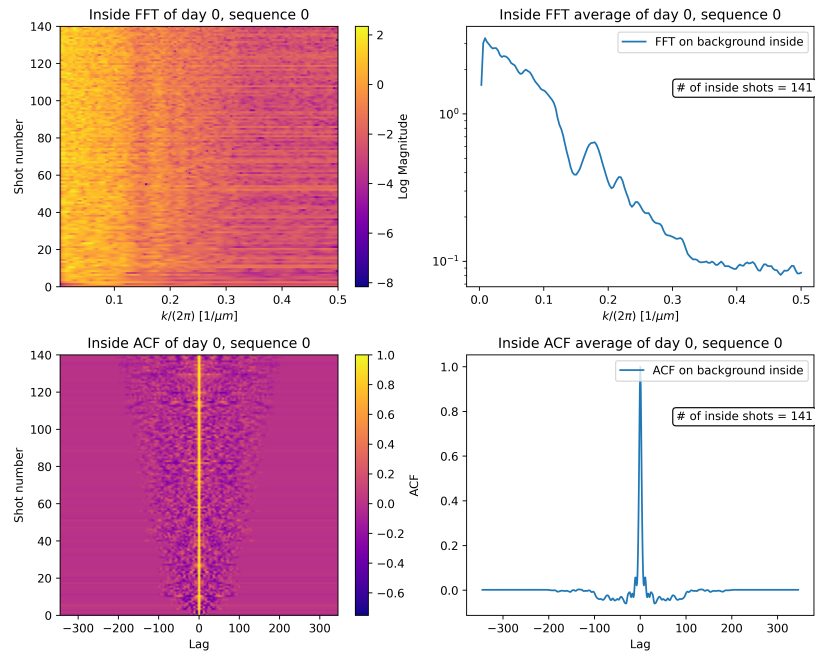 Inside FFT of day 0, sequence 0
140
120
100
80
60
40
20
0
Shot number
0.1 0.2 0.3 0.4 0.5
k/(2π) [1/μm]
2
0
−2
−4
−6
−8
Log Magnitude
Inside FFT average of day 0, sequence 0
FFT on background inside
# of inside shots = 141
10⁰
10⁻¹
0.0 0.1 0.2 0.3 0.4 0.5
k/(2π) [1/μm]
Inside ACF of day 0, sequence 0
140
120
100
80
60
40
20
0
Shot number
−300 −200 −100 0 100 200 300
Lag
1.0
0.8
0.6
0.4
0.2
0.0
−0.2
−0.4
−0.6
ACF
Inside ACF average of day 0, sequence 0
ACF on background inside
# of inside shots = 141
1.0
0.8
0.6
0.4
0.2
0.0
−300 −200 −100 0 100 200 300
Lag